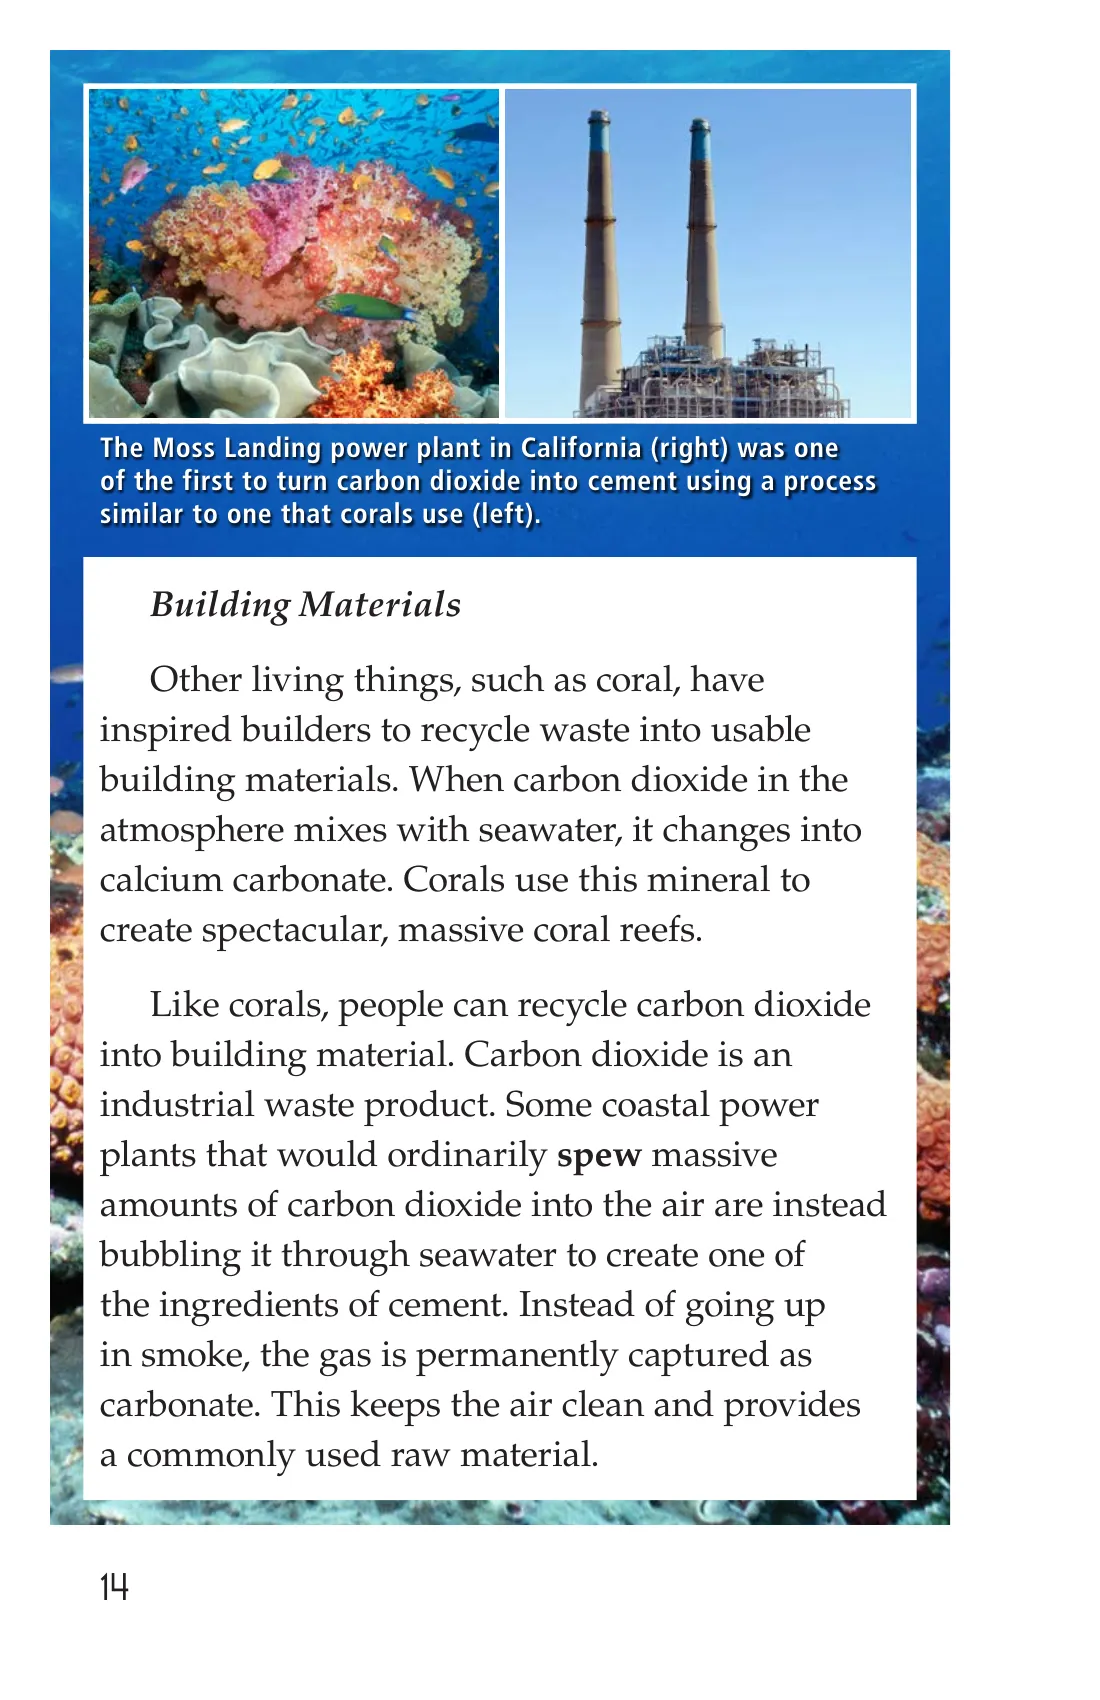 The Moss Landing power plant in California (right) was one
of the first to turn carbon dioxide into cement using a process
similar to one that corals use (left).
Building Materials
Other living things, such as coral, have
inspired builders to recycle waste into usable
building materials. When carbon dioxide in the
atmosphere mixes with seawater, it changes into
calcium carbonate. Corals use this mineral to
create spectacular, massive coral reefs.
Like corals, people can recycle carbon dioxide
into building material. Carbon dioxide is an
industrial waste product. Some coastal power
plants that would ordinarily spew massive
amounts of carbon dioxide into the air are instead
bubbling it through seawater to create one of
the ingredients of cement. Instead of going up
in smoke, the gas is permanently captured as
carbonate. This keeps the air clean and provides
a commonly used raw material.
14